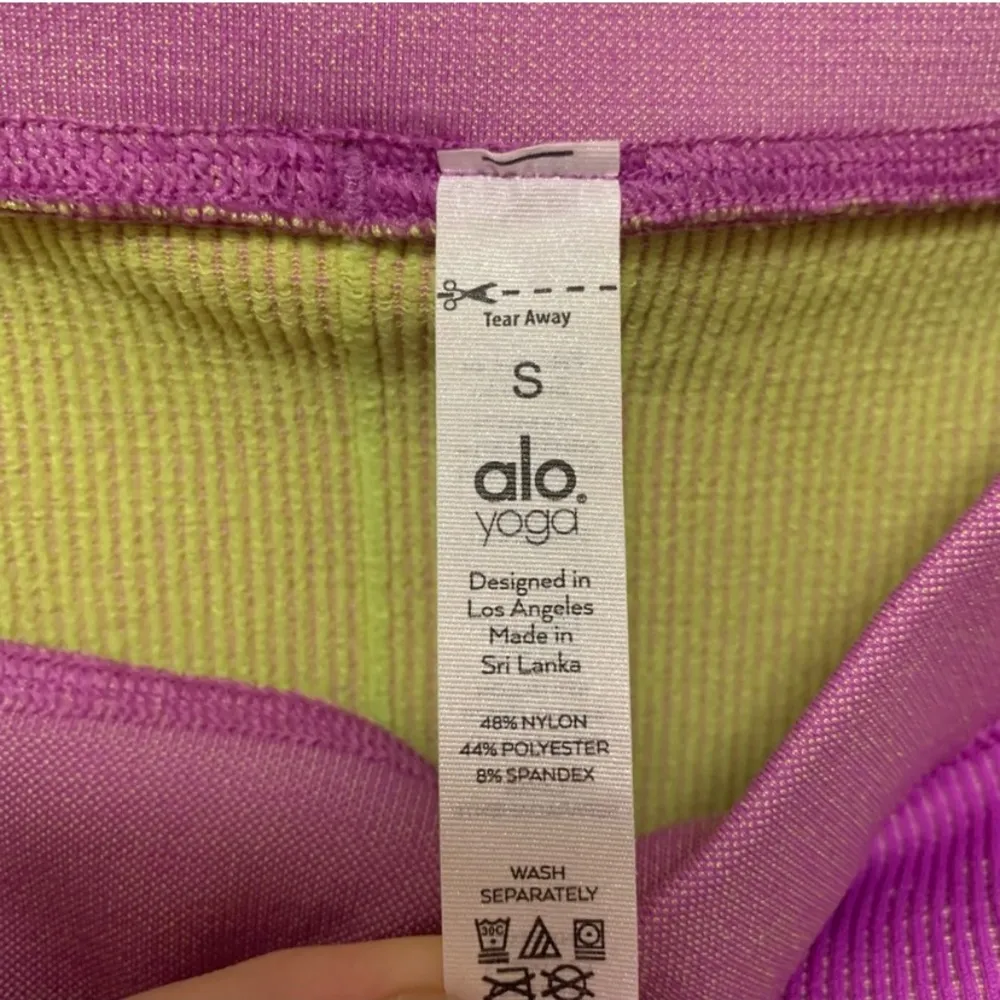 Tear Away
S
alo®
yoga
Designed in
Los Angeles
Made in
Sri Lanka
48% NYLON
44% POLYESTER
8% SPANDEX
WASH
SEPARATELY
30C